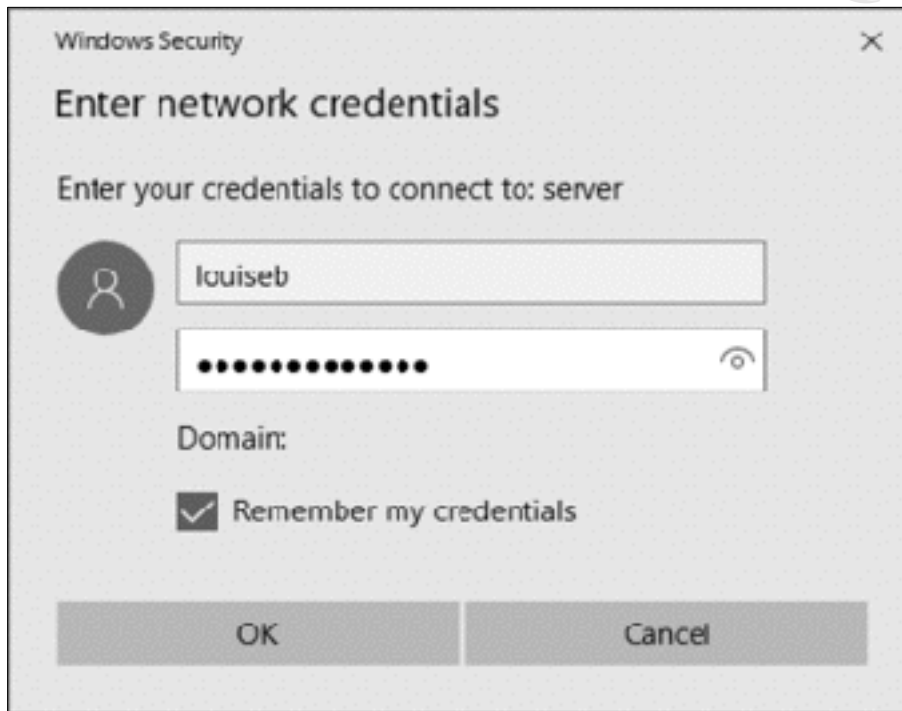 Windows Security
Enter network credentials
Enter your credentials to connect to: server
louiseb
•••••••••••••
Domain:
Remember my credentials
OK
Cancel